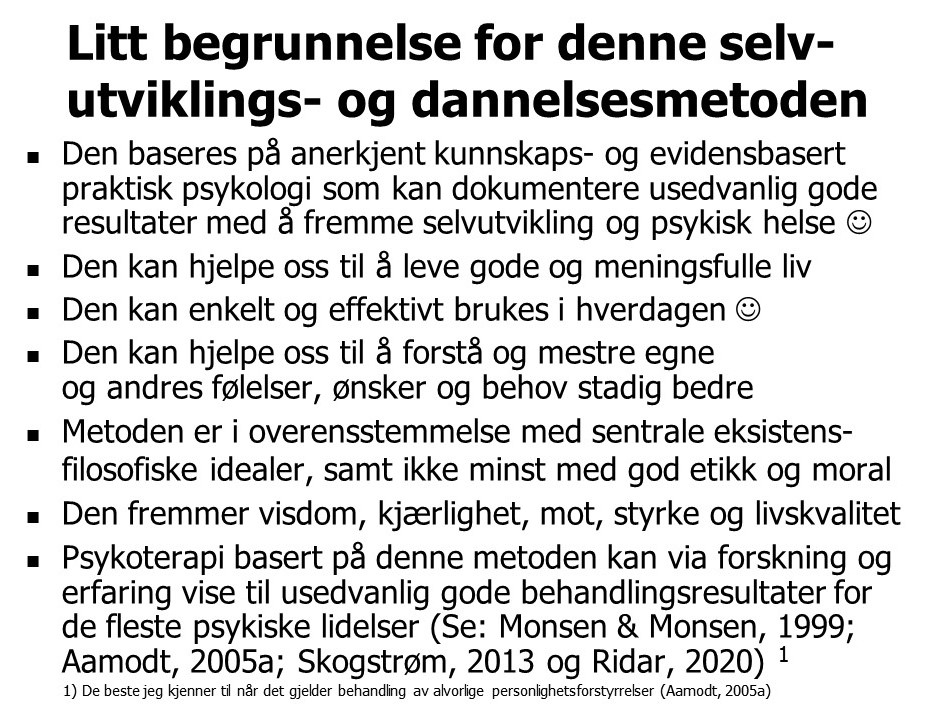 Litt begrunnelse for denne selv-
utviklings- og dannelsesmetoden
▪ Den baseres på anerkjent kunnskaps- og evidensbasert
praktisk psykologi som kan dokumentere usedvanlig gode
resultater med å fremme selvutvikling og psykisk helse ☺
▪ Den kan hjelpe oss til å leve gode og meningsfulle liv
▪ Den kan enkelt og effektivt brukes i hverdagen ☺
▪ Den kan hjelpe oss til å forstå og mestre egne
og andres følelser, ønsker og behov stadig bedre
▪ Metoden er i overensstemmelse med sentrale eksistens-
filosofiske idealer, samt ikke minst med god etikk og moral
▪ Den fremmer visdom, kjærlighet, mot, styrke og livskvalitet
▪ Psykoterapi basert på denne metoden kan via forskning og
erfaring vise til usedvanlig gode behandlingsresultater for
de fleste psykiske lidelser (Se: Monsen & Monsen, 1999;
Aamodt, 2005a; Skogstrøm, 2013 og Ridar, 2020) 1
1) De beste jeg kjenner til når det gjelder behandling av alvorlige personlighetsforstyrrelser (Aamodt, 2005a)